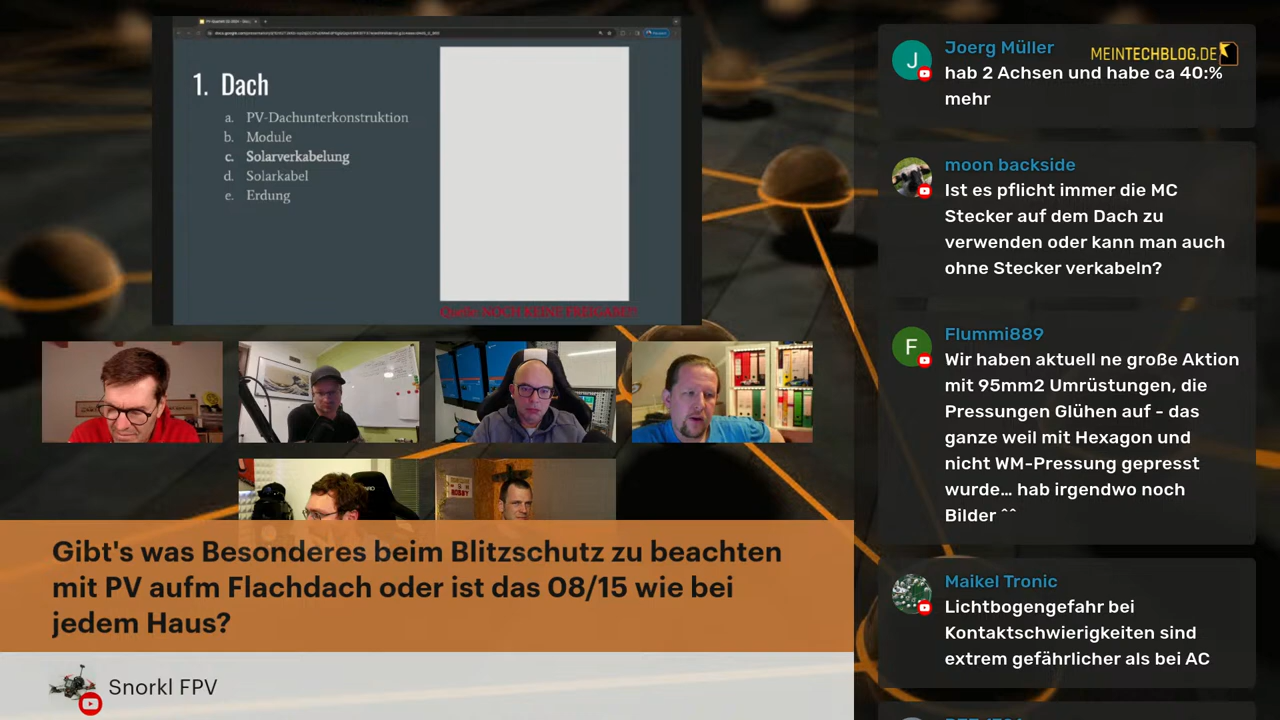 1. Dach
a. PV-Dachunterkonstruktion
b. Module
c. Solarverkabelung
d. Solarkabel
e. Erdung
Quelle: NOCH KEINE FREIGABE!!
Gibt's was Besonderes beim Blitzschutz zu beachten
mit PV aufm Flachdach oder ist das 08/15 wie bei
jedem Haus?
Snorkl FPV
MEINTECHBLOG.DE
Joerg Müller
hab 2 Achsen und habe ca 40:%
mehr
moon backside
Ist es pflicht immer die MC
Stecker auf dem Dach zu
verwenden oder kann man auch
ohne Stecker verkabeln?
Flummi889
Wir haben aktuell ne große Aktion
mit 95mm2 Umrüstungen, die
Pressungen Glühen auf - das
ganze weil mit Hexagon und
nicht WM-Pressung gepresst
wurde... hab irgendwo noch
Bilder ^^
Maikel Tronic
Lichtbogengefahr bei
Kontaktschwierigkeiten sind
extrem gefährlicher als bei AC